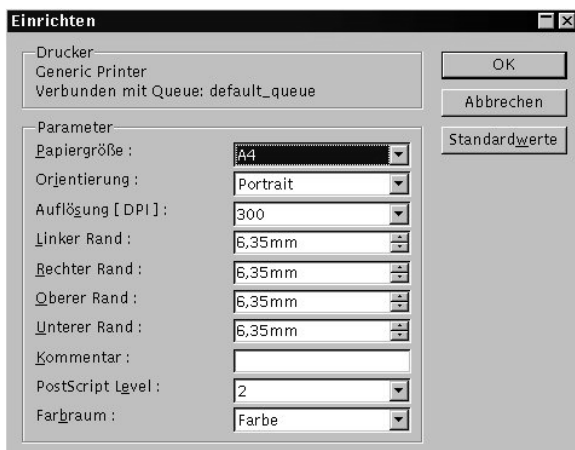 Einrichten
Drucker
Generic Printer
Verbunden mit Queue: default_queue
OK
Abbrechen
Standardwerte
Parameter
Papiergröße : A4
Orientierung : Portrait
Auflösung [ DPI ] : 300
Linker Rand : 6,35mm
Rechter Rand : 6,35mm
Oberer Rand : 6,35mm
Unterer Rand : 6,35mm
Kommentar :
PostScript Level : 2
Farbraum : Farbe